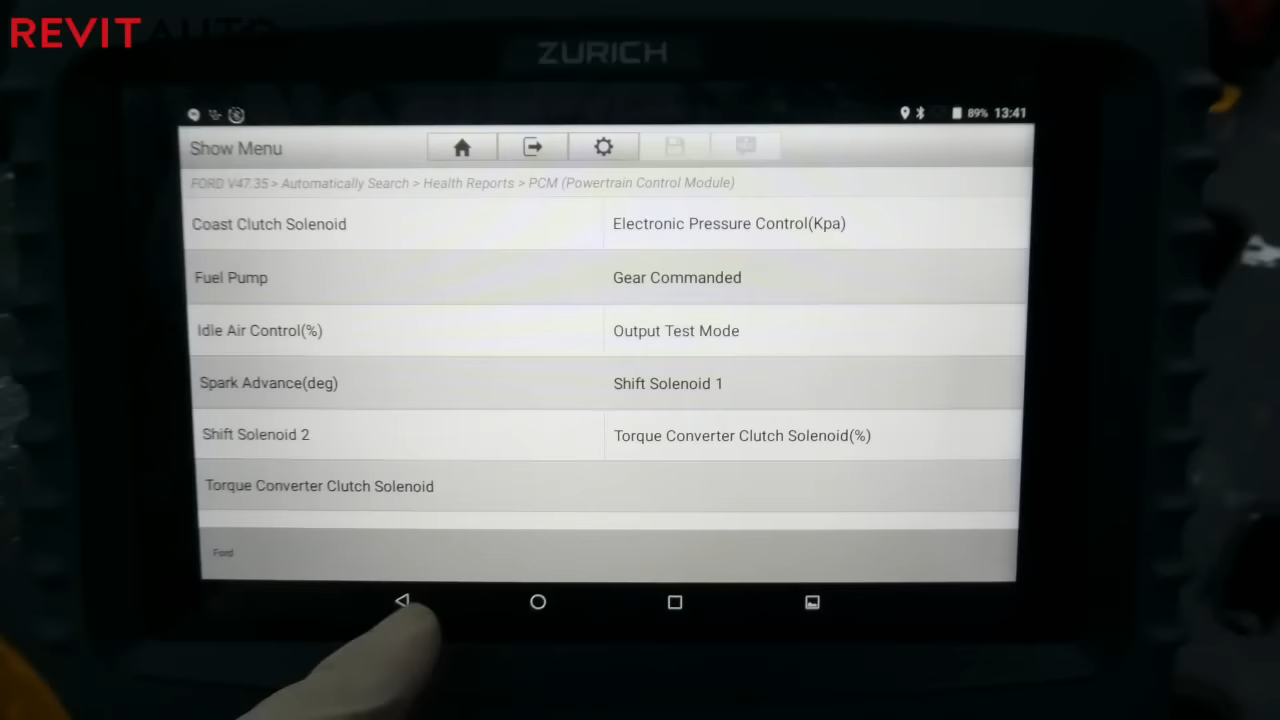 REVITAUTO
ZURICH
89% 13:41
Show Menu
FORD V47.35 > Automatically Search > Health Reports > PCM (Powertrain Control Module)
Coast Clutch Solenoid
Electronic Pressure Control(Kpa)
Fuel Pump
Gear Commanded
Idle Air Control(%)
Output Test Mode
Spark Advance(deg)
Shift Solenoid 1
Shift Solenoid 2
Torque Converter Clutch Solenoid(%)
Torque Converter Clutch Solenoid
Ford